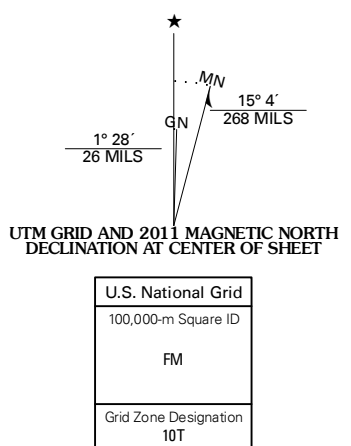 ★
MN
GN
15° 4´
268 MILS
1° 28´
26 MILS
UTM GRID AND 2011 MAGNETIC NORTH
DECLINATION AT CENTER OF SHEET
U.S. National Grid
100,000-m Square ID
FM
Grid Zone Designation
10T